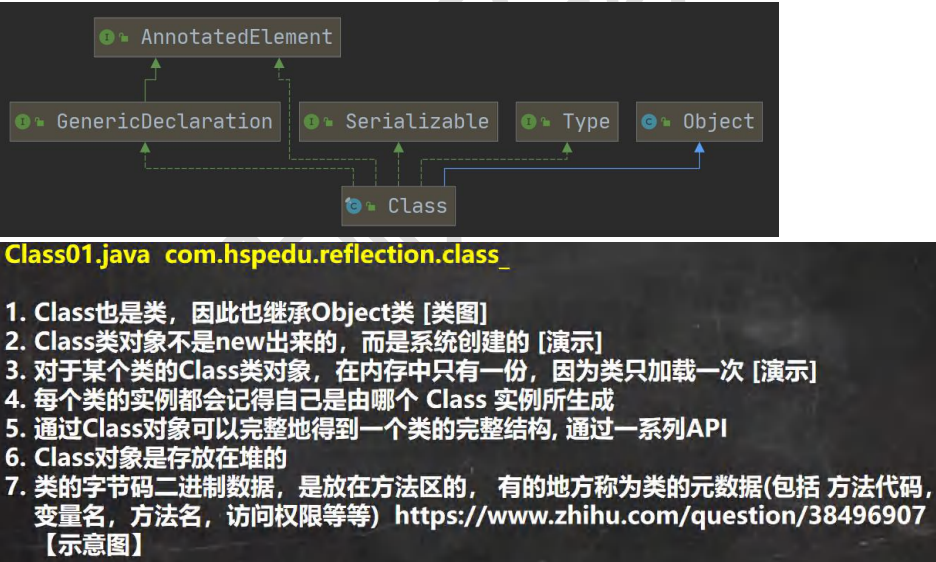 AnnotatedElement
GenericDeclaration
Serializable
Type
Object
Class
Class01.java com.hspedu.reflection.class_
1. Class也是类，因此也继承Object类 [类图]
2. Class类对象不是new出来的，而是系统创建的 [演示]
3. 对于某个类的Class类对象，在内存中只有一份，因为类只加载一次 [演示]
4. 每个类的实例都会记得自己是由哪个 Class 实例所生成
5. 通过Class对象可以完整地得到一个类的完整结构, 通过一系列API
6. Class对象是存放在堆的
7. 类的字节码二进制数据，是放在方法区的， 有的地方称为类的元数据(包括 方法代码，
变量名，方法名，访问权限等等) https://www.zhihu.com/question/38496907
【示意图】